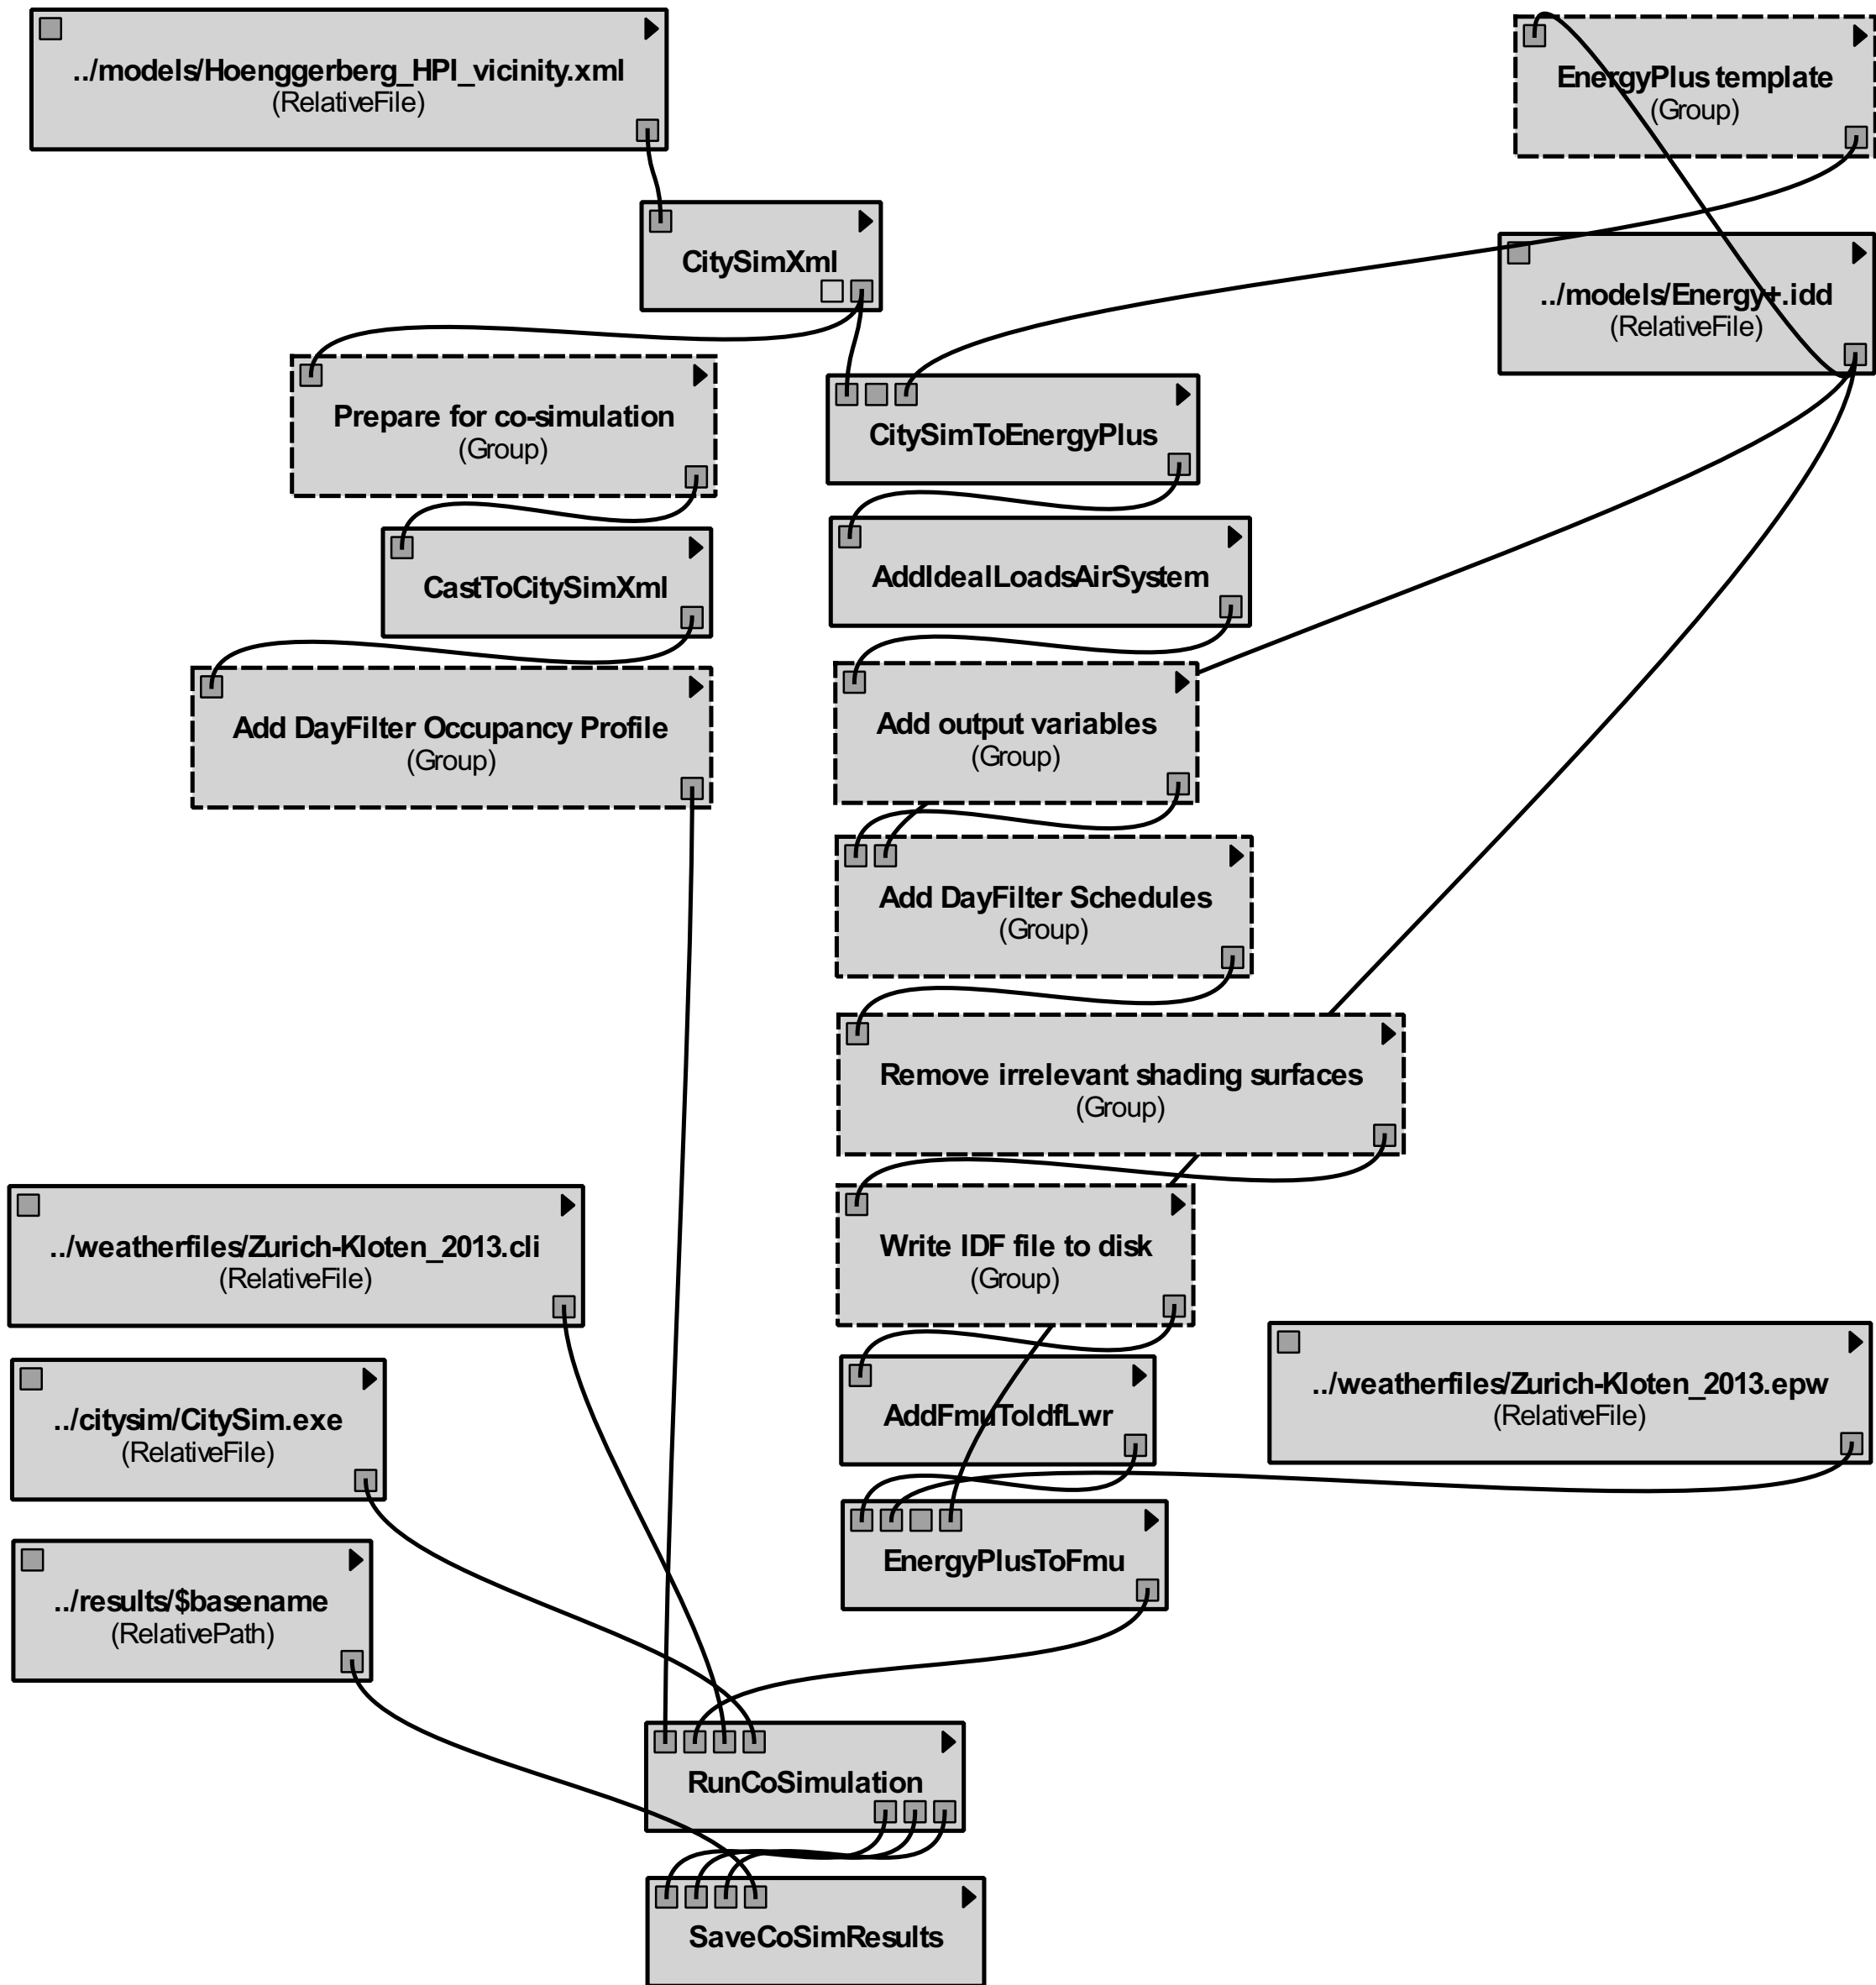 ../models/Hoenggerberg_HPI_vicinity.xml
(RelativeFile)
EnergyPlus template
(Group)
CitySimXml
../models/Energy+.idd
(RelativeFile)
Prepare for co-simulation
(Group)
CitySimToEnergyPlus
CastToCitySimXml
AddIdealLoadsAirSystem
Add DayFilter Occupancy Profile
(Group)
Add output variables
(Group)
Add DayFilter Schedules
(Group)
Remove irrelevant shading surfaces
(Group)
../weatherfiles/Zurich-Kloten_2013.cli
(RelativeFile)
Write IDF file to disk
(Group)
../citysim/CitySim.exe
(RelativeFile)
AddFmuToIdfLwr
../weatherfiles/Zurich-Kloten_2013.epw
(RelativeFile)
../results/$basename
(RelativePath)
EnergyPlusToFmu
RunCoSimulation
SaveCoSimResults